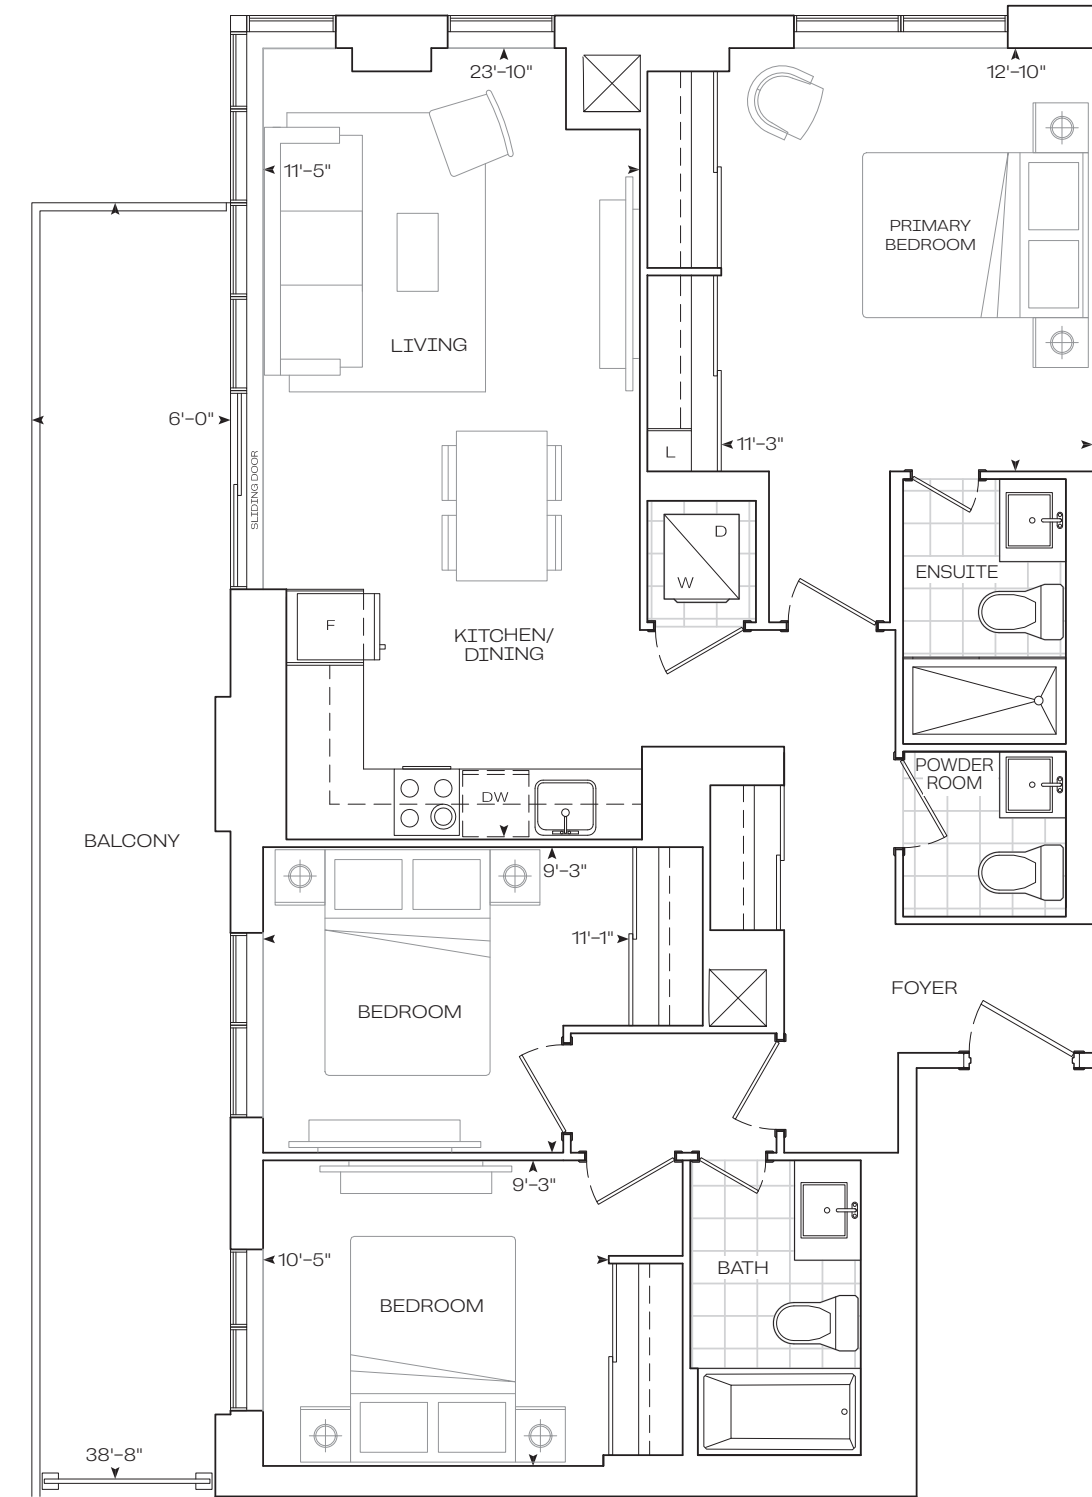 23'-10"
12'-10"
11'-5"
PRIMARY
BEDROOM
LIVING
6'-0"
11'-3"
L
SLIDING DOOR
D
W
ENSUITE
F
KITCHEN/
DINING
POWDER
ROOM
DW
BALCONY
9'-3"
11'-1"
FOYER
BEDROOM
9'-3"
10'-5"
BATH
BEDROOM
38'-8"